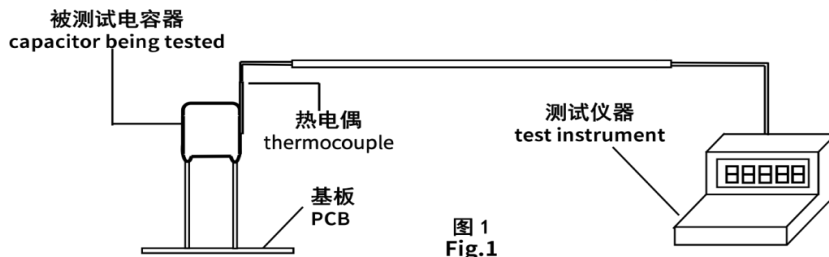 被测试电容器
capacitor being tested
热电偶
thermocouple
测试仪器
test instrument
88888
基板
PCB
图 1
Fig.1